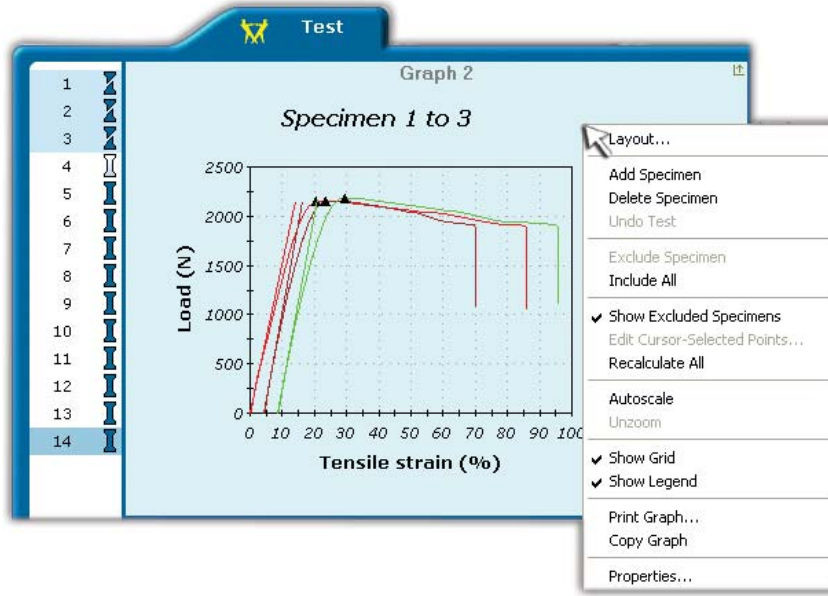 Test
Graph 2
Specimen 1 to 3
1
2
3
4
5
6
7
8
9
10
11
12
13
14
Load (N)
2500
2000
1500
1000
500
0
0 10 20 30 40 50 60 70 80 90 100
Tensile strain (%)
Layout...
Add Specimen
Delete Specimen
Undo Test
Exclude Specimen
Include All
Show Excluded Specimens
Edit Cursor-Selected Points...
Recalculate All
Autoscale
Unzoom
Show Grid
Show Legend
Print Graph...
Copy Graph
Properties...